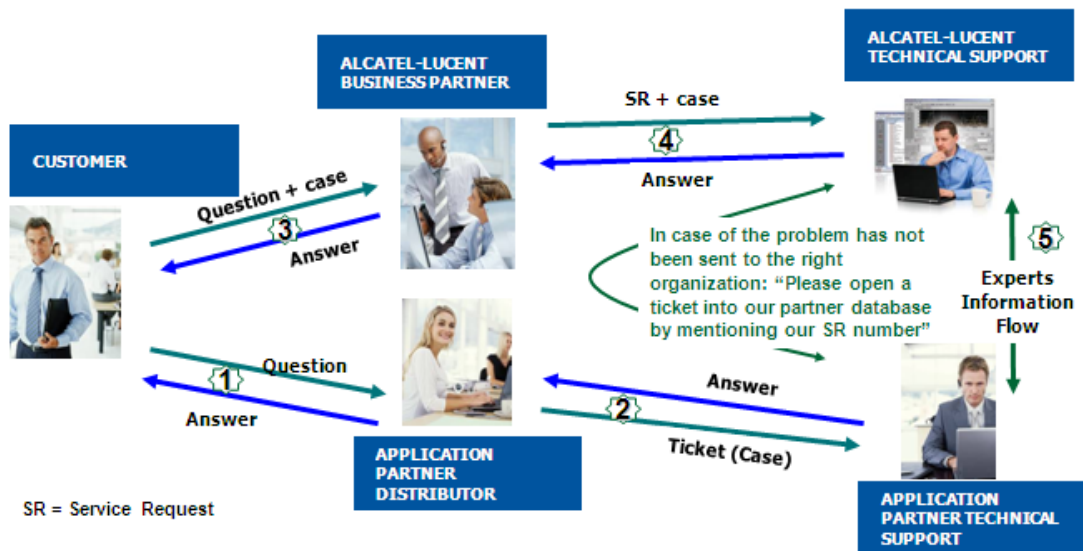 ALCATEL-LUCENT
TECHNICAL SUPPORT
ALCATEL-LUCENT
BUSINESS PARTNER
SR + case
4
Answer
CUSTOMER
Question + case
3
Answer
In case of the problem has not
been sent to the right
organization: “Please open a
ticket into our partner database
by mentioning our SR number”
5
Experts
Information
Flow
Question
1
Answer
Answer
2
Ticket (Case)
APPLICATION
PARTNER
DISTRIBUTOR
APPLICATION
PARTNER TECHNICAL
SUPPORT
SR = Service Request